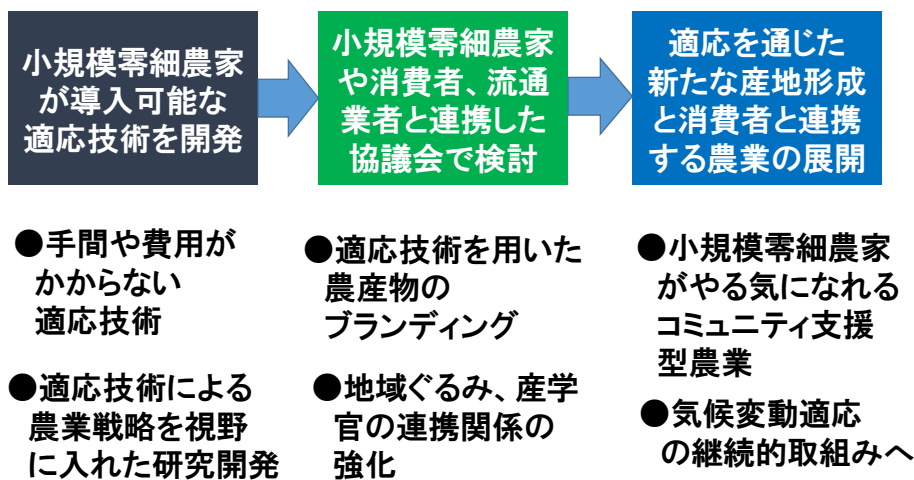 小規模零細農家
が導入可能な
適応技術を開発
小規模零細農家
や消費者、流通
業者と連携した
協議会で検討
適応を通じた
新たな産地形成
と消費者と連携
する農業の展開
●手間や費用が
かからない
適応技術
●適応技術による
農業戦略を視野
に入れた研究開発
●適応技術を用いた
農産物の
ブランディング
●地域ぐるみ、産学
官の連携関係の
強化
●小規模零細農家
がやる気になれる
コミュニティ支援
型農業
●気候変動適応
の継続的取組みへ